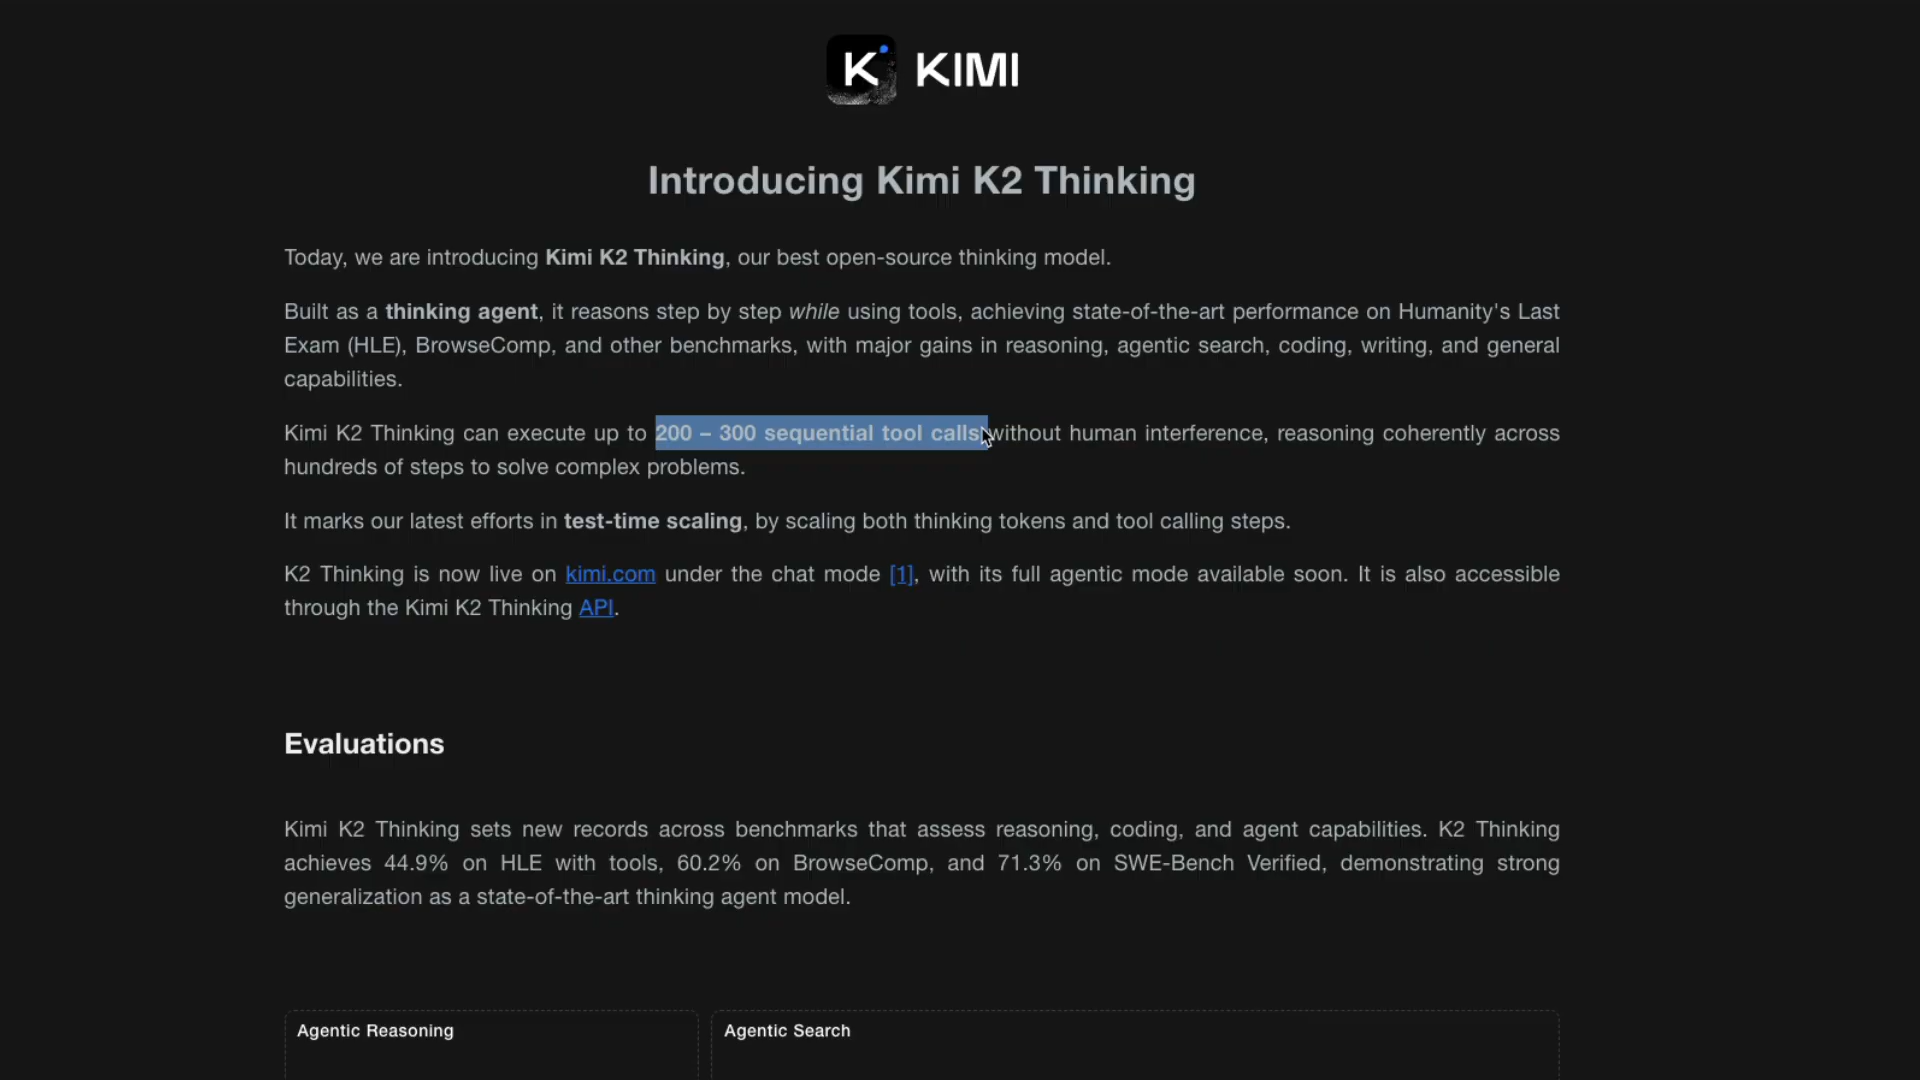 K KIMI
Introducing Kimi K2 Thinking
Today, we are introducing Kimi K2 Thinking, our best open-source thinking model.
Built as a thinking agent, it reasons step by step while using tools, achieving state-of-the-art performance on Humanity's Last
Exam (HLE), BrowseComp, and other benchmarks, with major gains in reasoning, agentic search, coding, writing, and general
capabilities.
Kimi K2 Thinking can execute up to 200 – 300 sequential tool calls without human interference, reasoning coherently across
hundreds of steps to solve complex problems.
It marks our latest efforts in test-time scaling, by scaling both thinking tokens and tool calling steps.
K2 Thinking is now live on kimi.com under the chat mode [1], with its full agentic mode available soon. It is also accessible
through the Kimi K2 Thinking API.
Evaluations
Kimi K2 Thinking sets new records across benchmarks that assess reasoning, coding, and agent capabilities. K2 Thinking
achieves 44.9% on HLE with tools, 60.2% on BrowseComp, and 71.3% on SWE-Bench Verified, demonstrating strong
generalization as a state-of-the-art thinking agent model.
Agentic Reasoning
Agentic Search